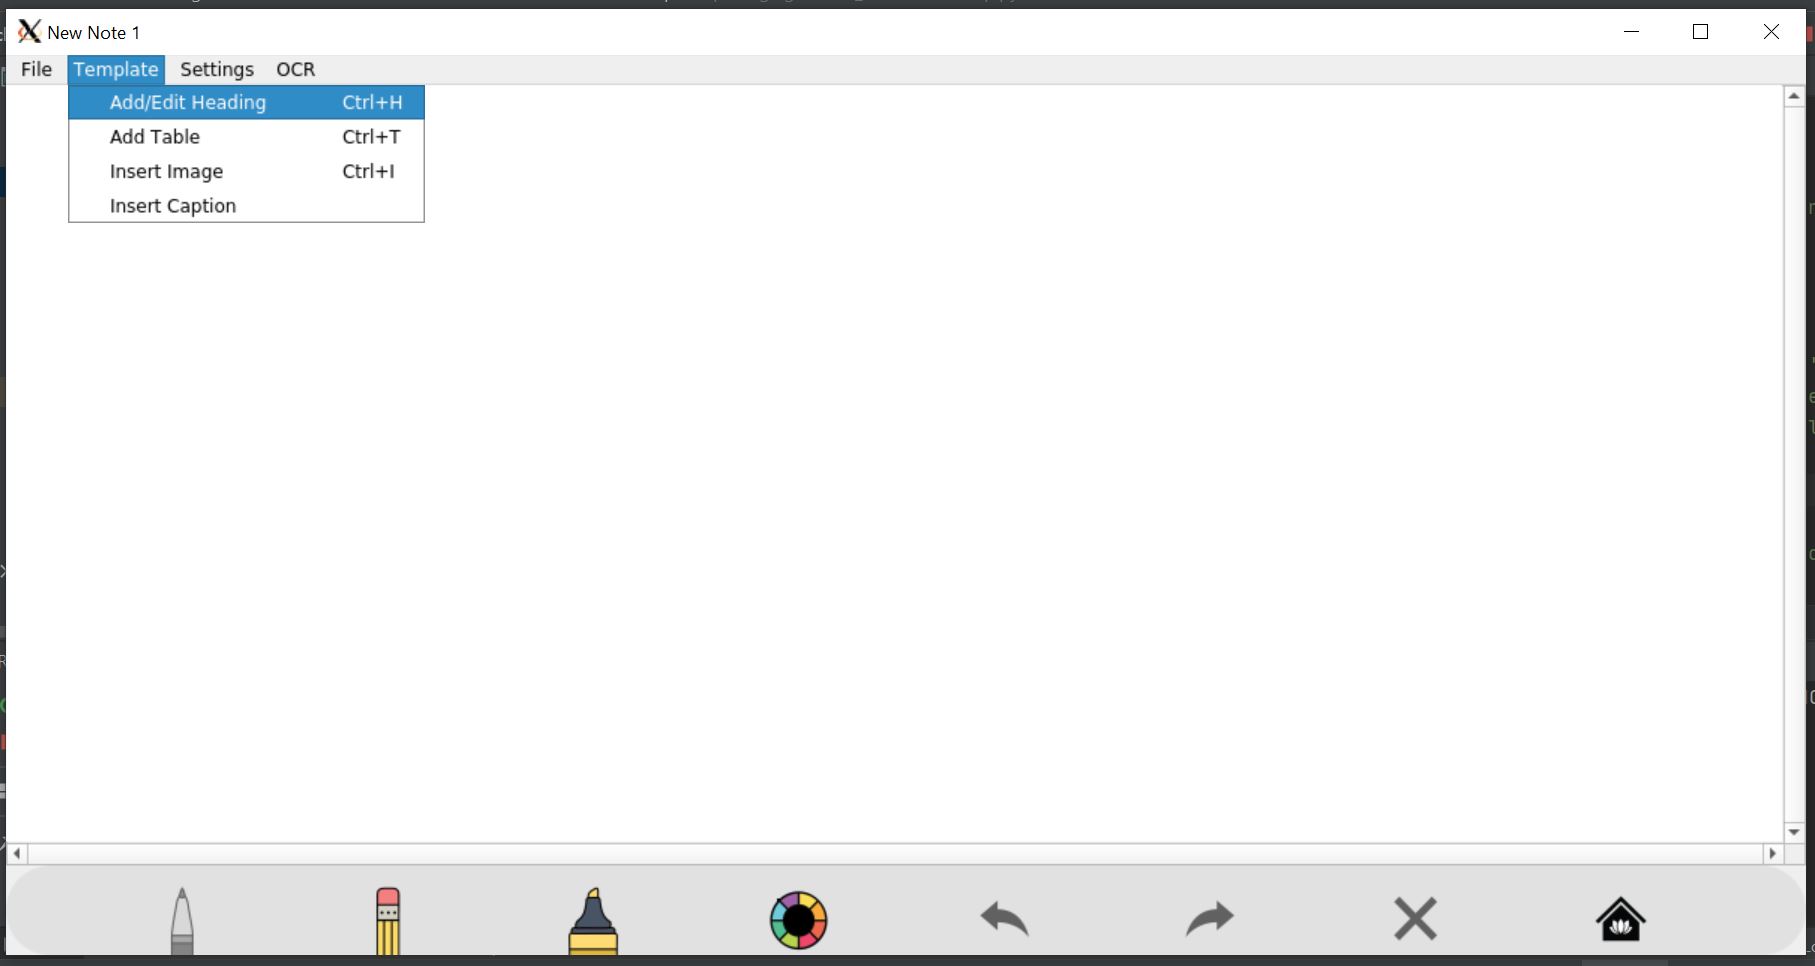 New Note 1
File Template Settings OCR
Add/Edit Heading Ctrl+H
Add Table Ctrl+T
Insert Image Ctrl+I
Insert Caption